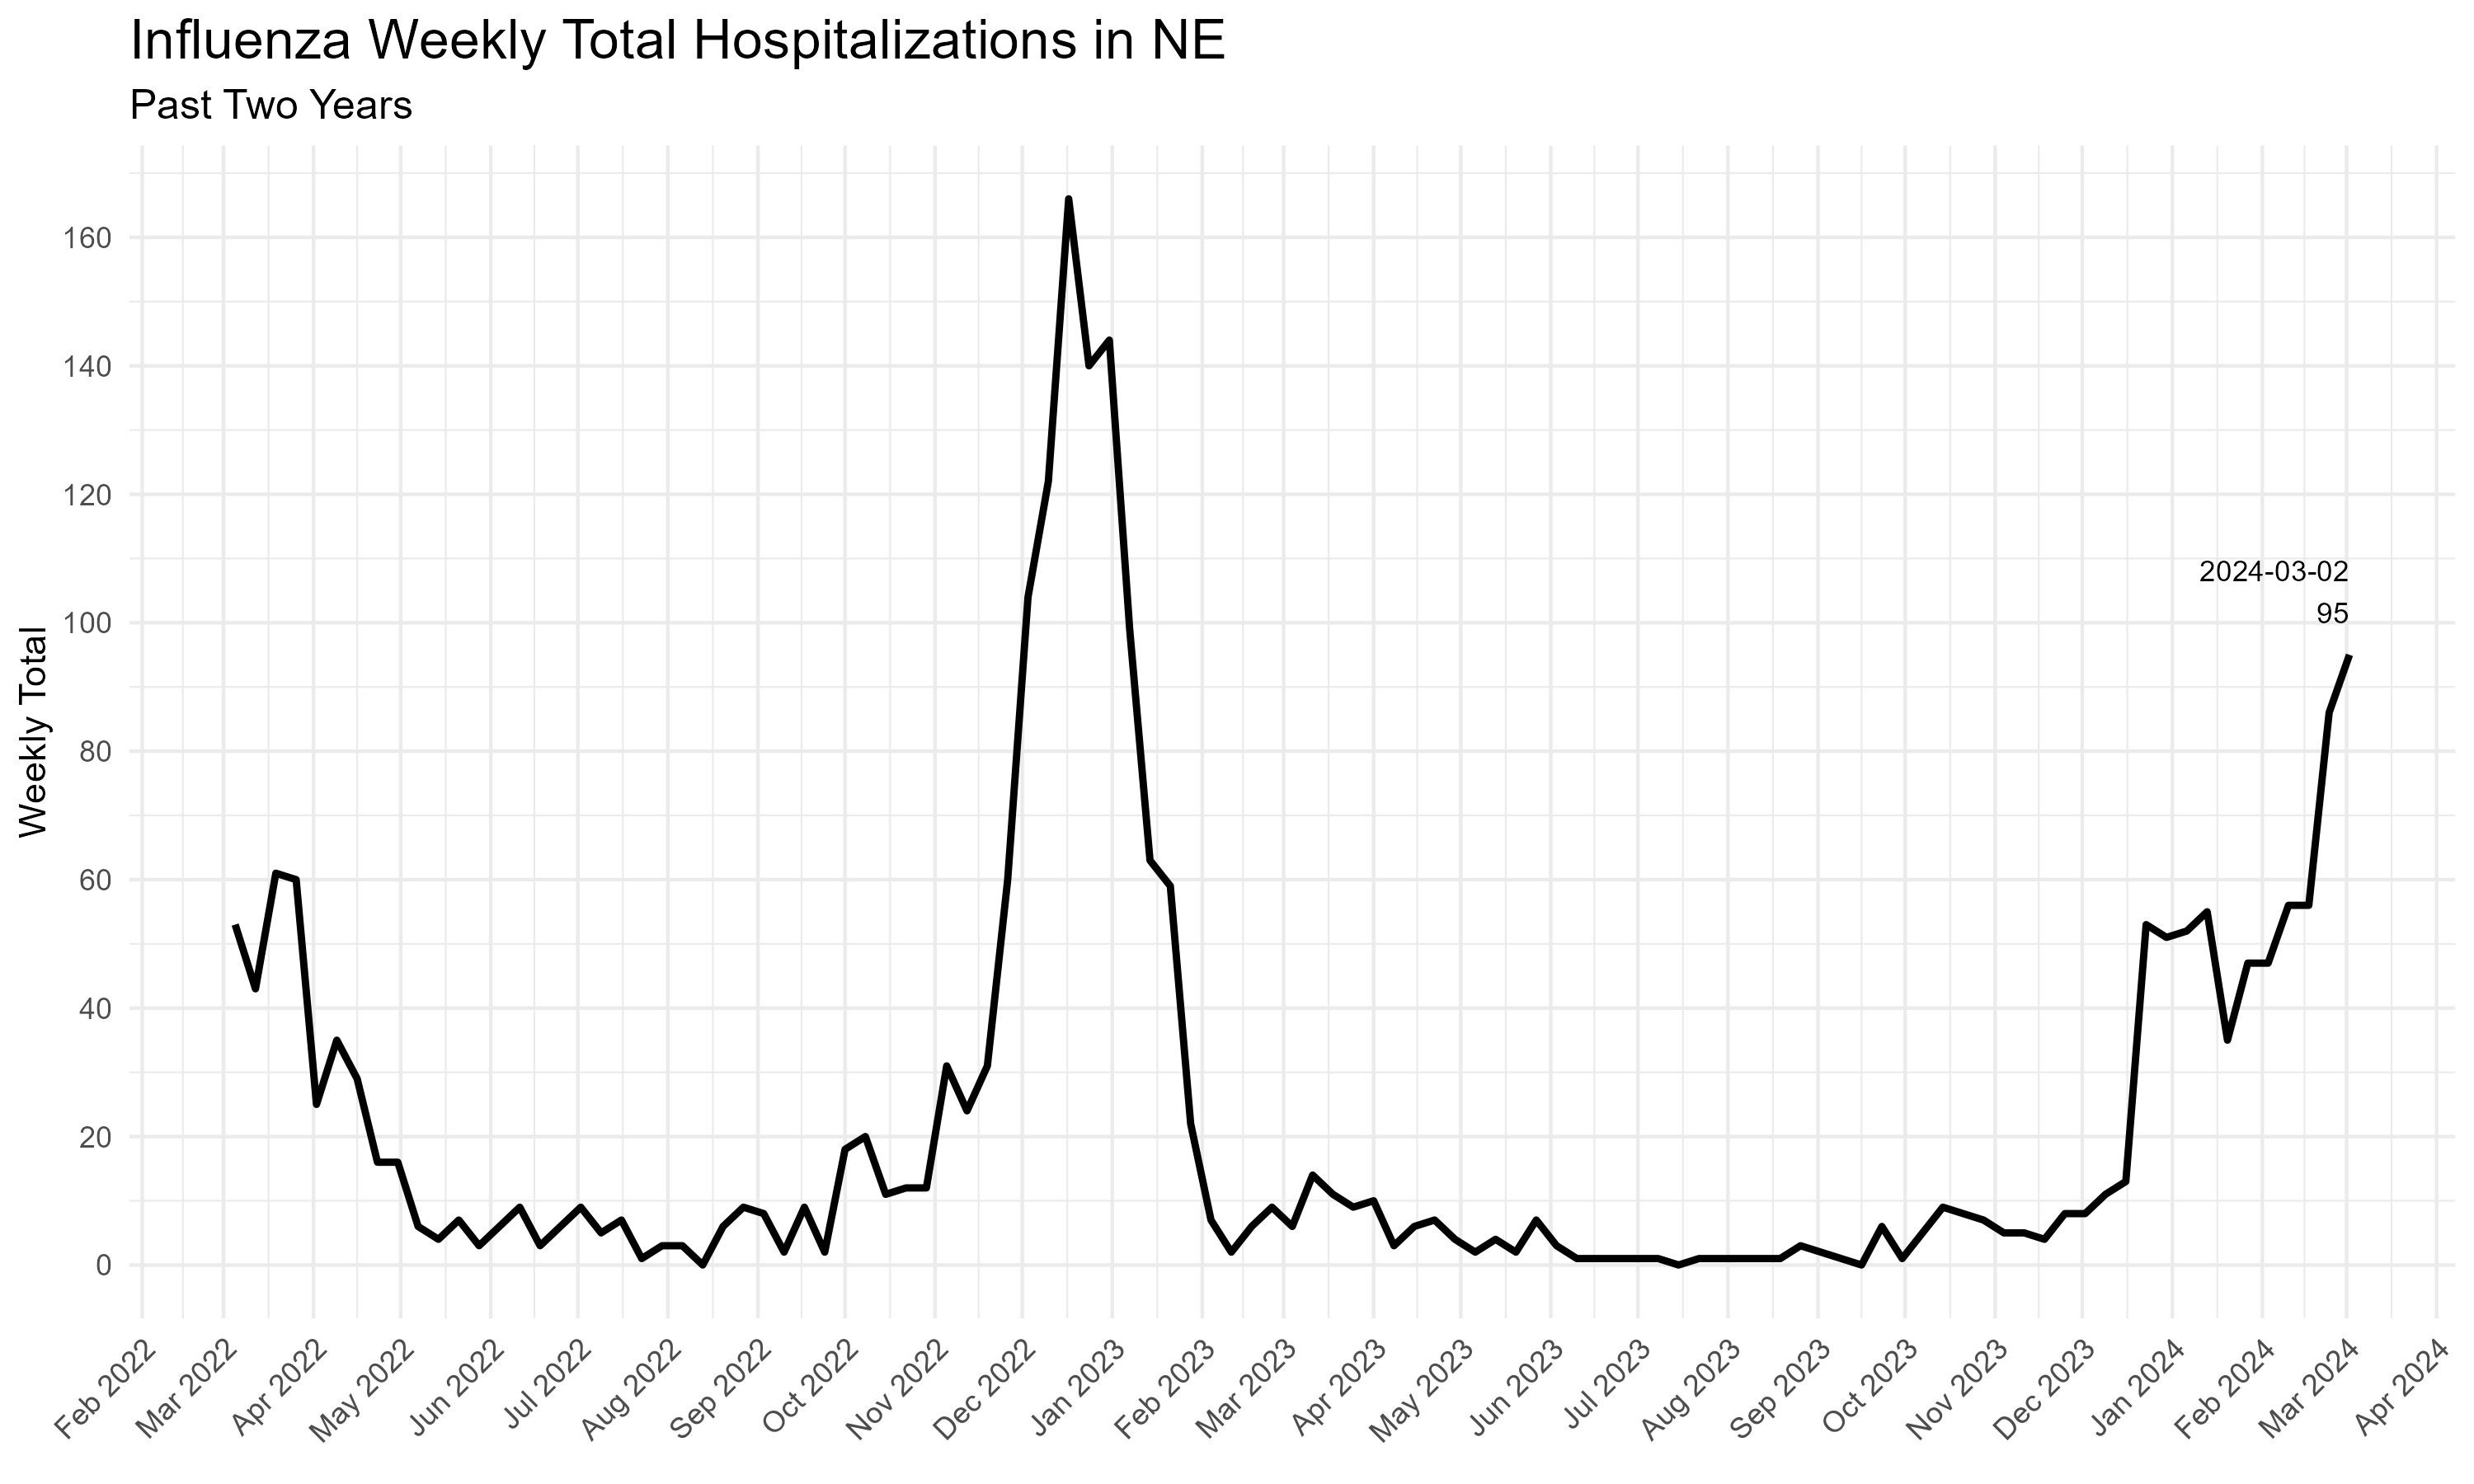 Influenza Weekly Total Hospitalizations in NE
Past Two Years
Weekly Total
160
140
120
100
80
60
40
20
0
2024-03-02
95
Feb 2022
Mar 2022
Apr 2022
May 2022
Jun 2022
Jul 2022
Aug 2022
Sep 2022
Oct 2022
Nov 2022
Dec 2022
Jan 2023
Feb 2023
Mar 2023
Apr 2023
May 2023
Jun 2023
Jul 2023
Aug 2023
Sep 2023
Oct 2023
Nov 2023
Dec 2023
Jan 2024
Feb 2024
Mar 2024
Apr 2024